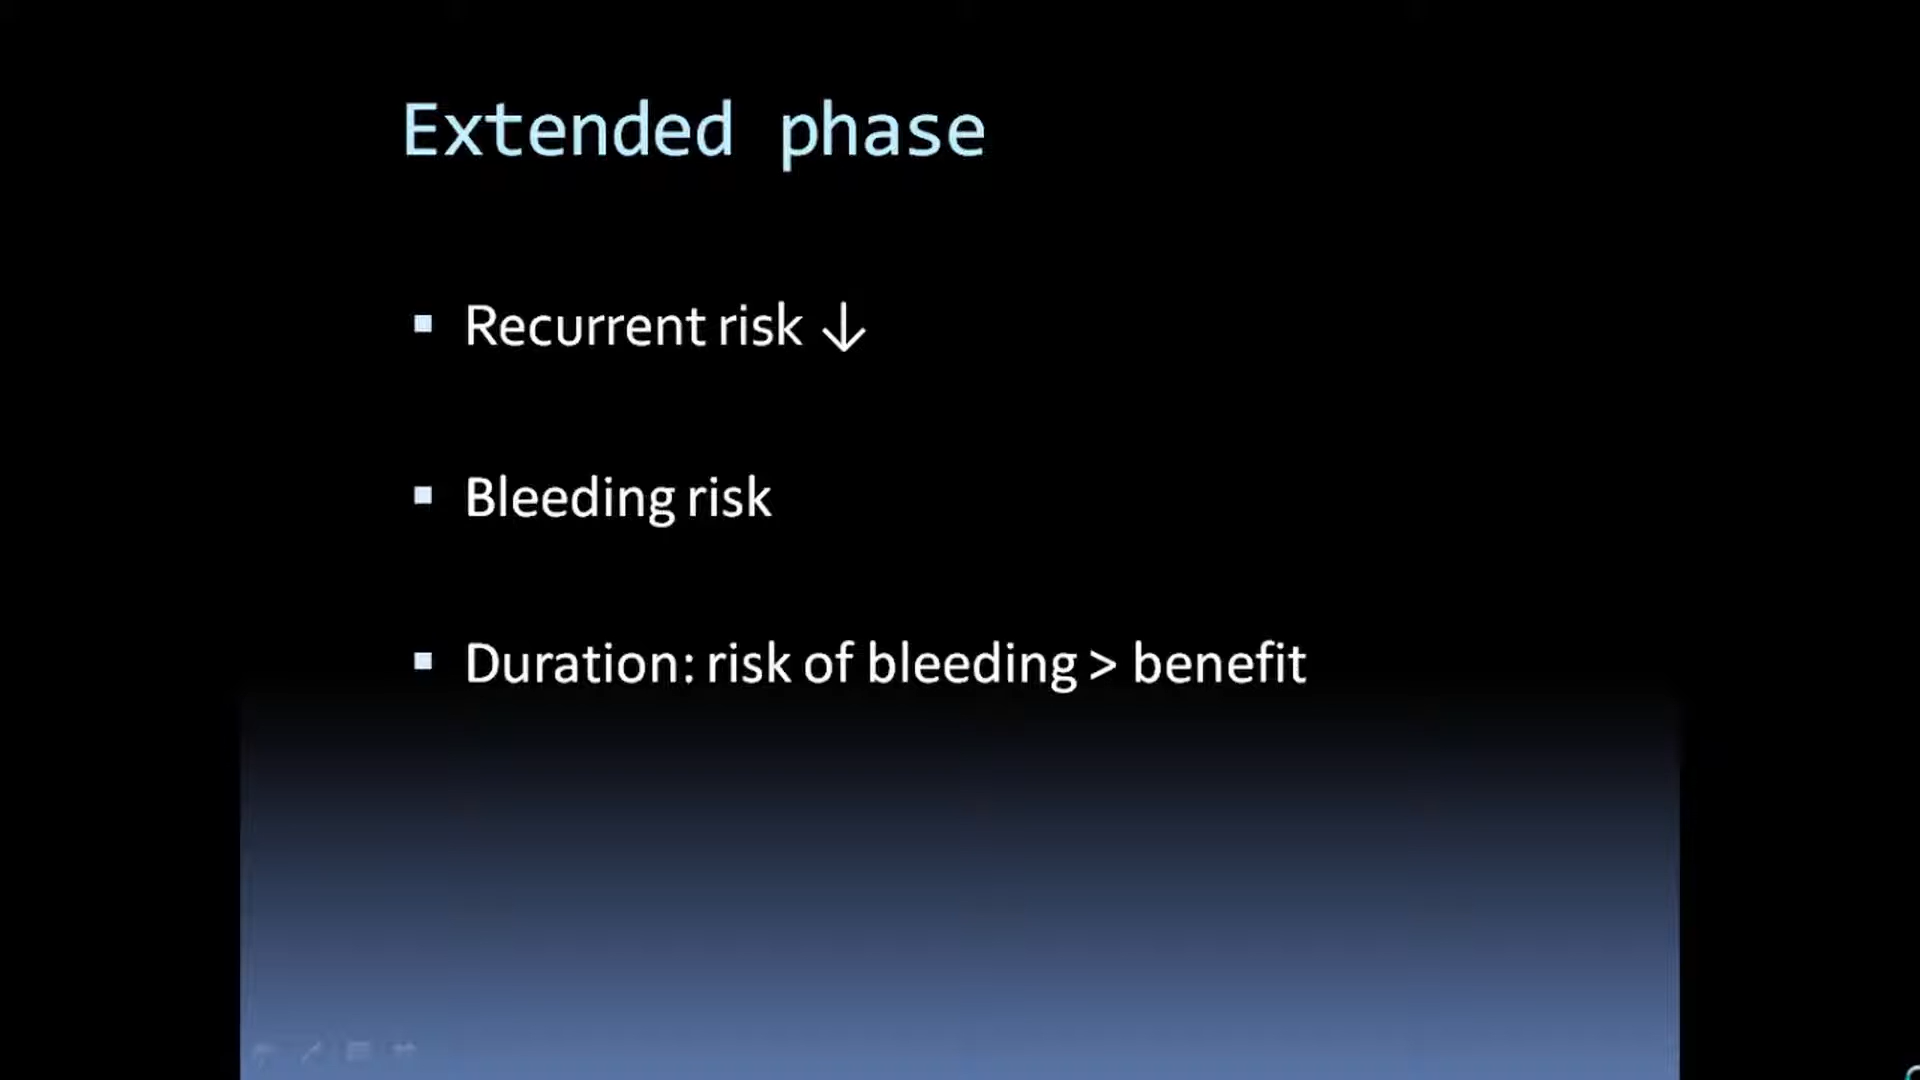 Extended phase
▪ Recurrent risk ↓
▪ Bleeding risk
▪ Duration: risk of bleeding > benefit